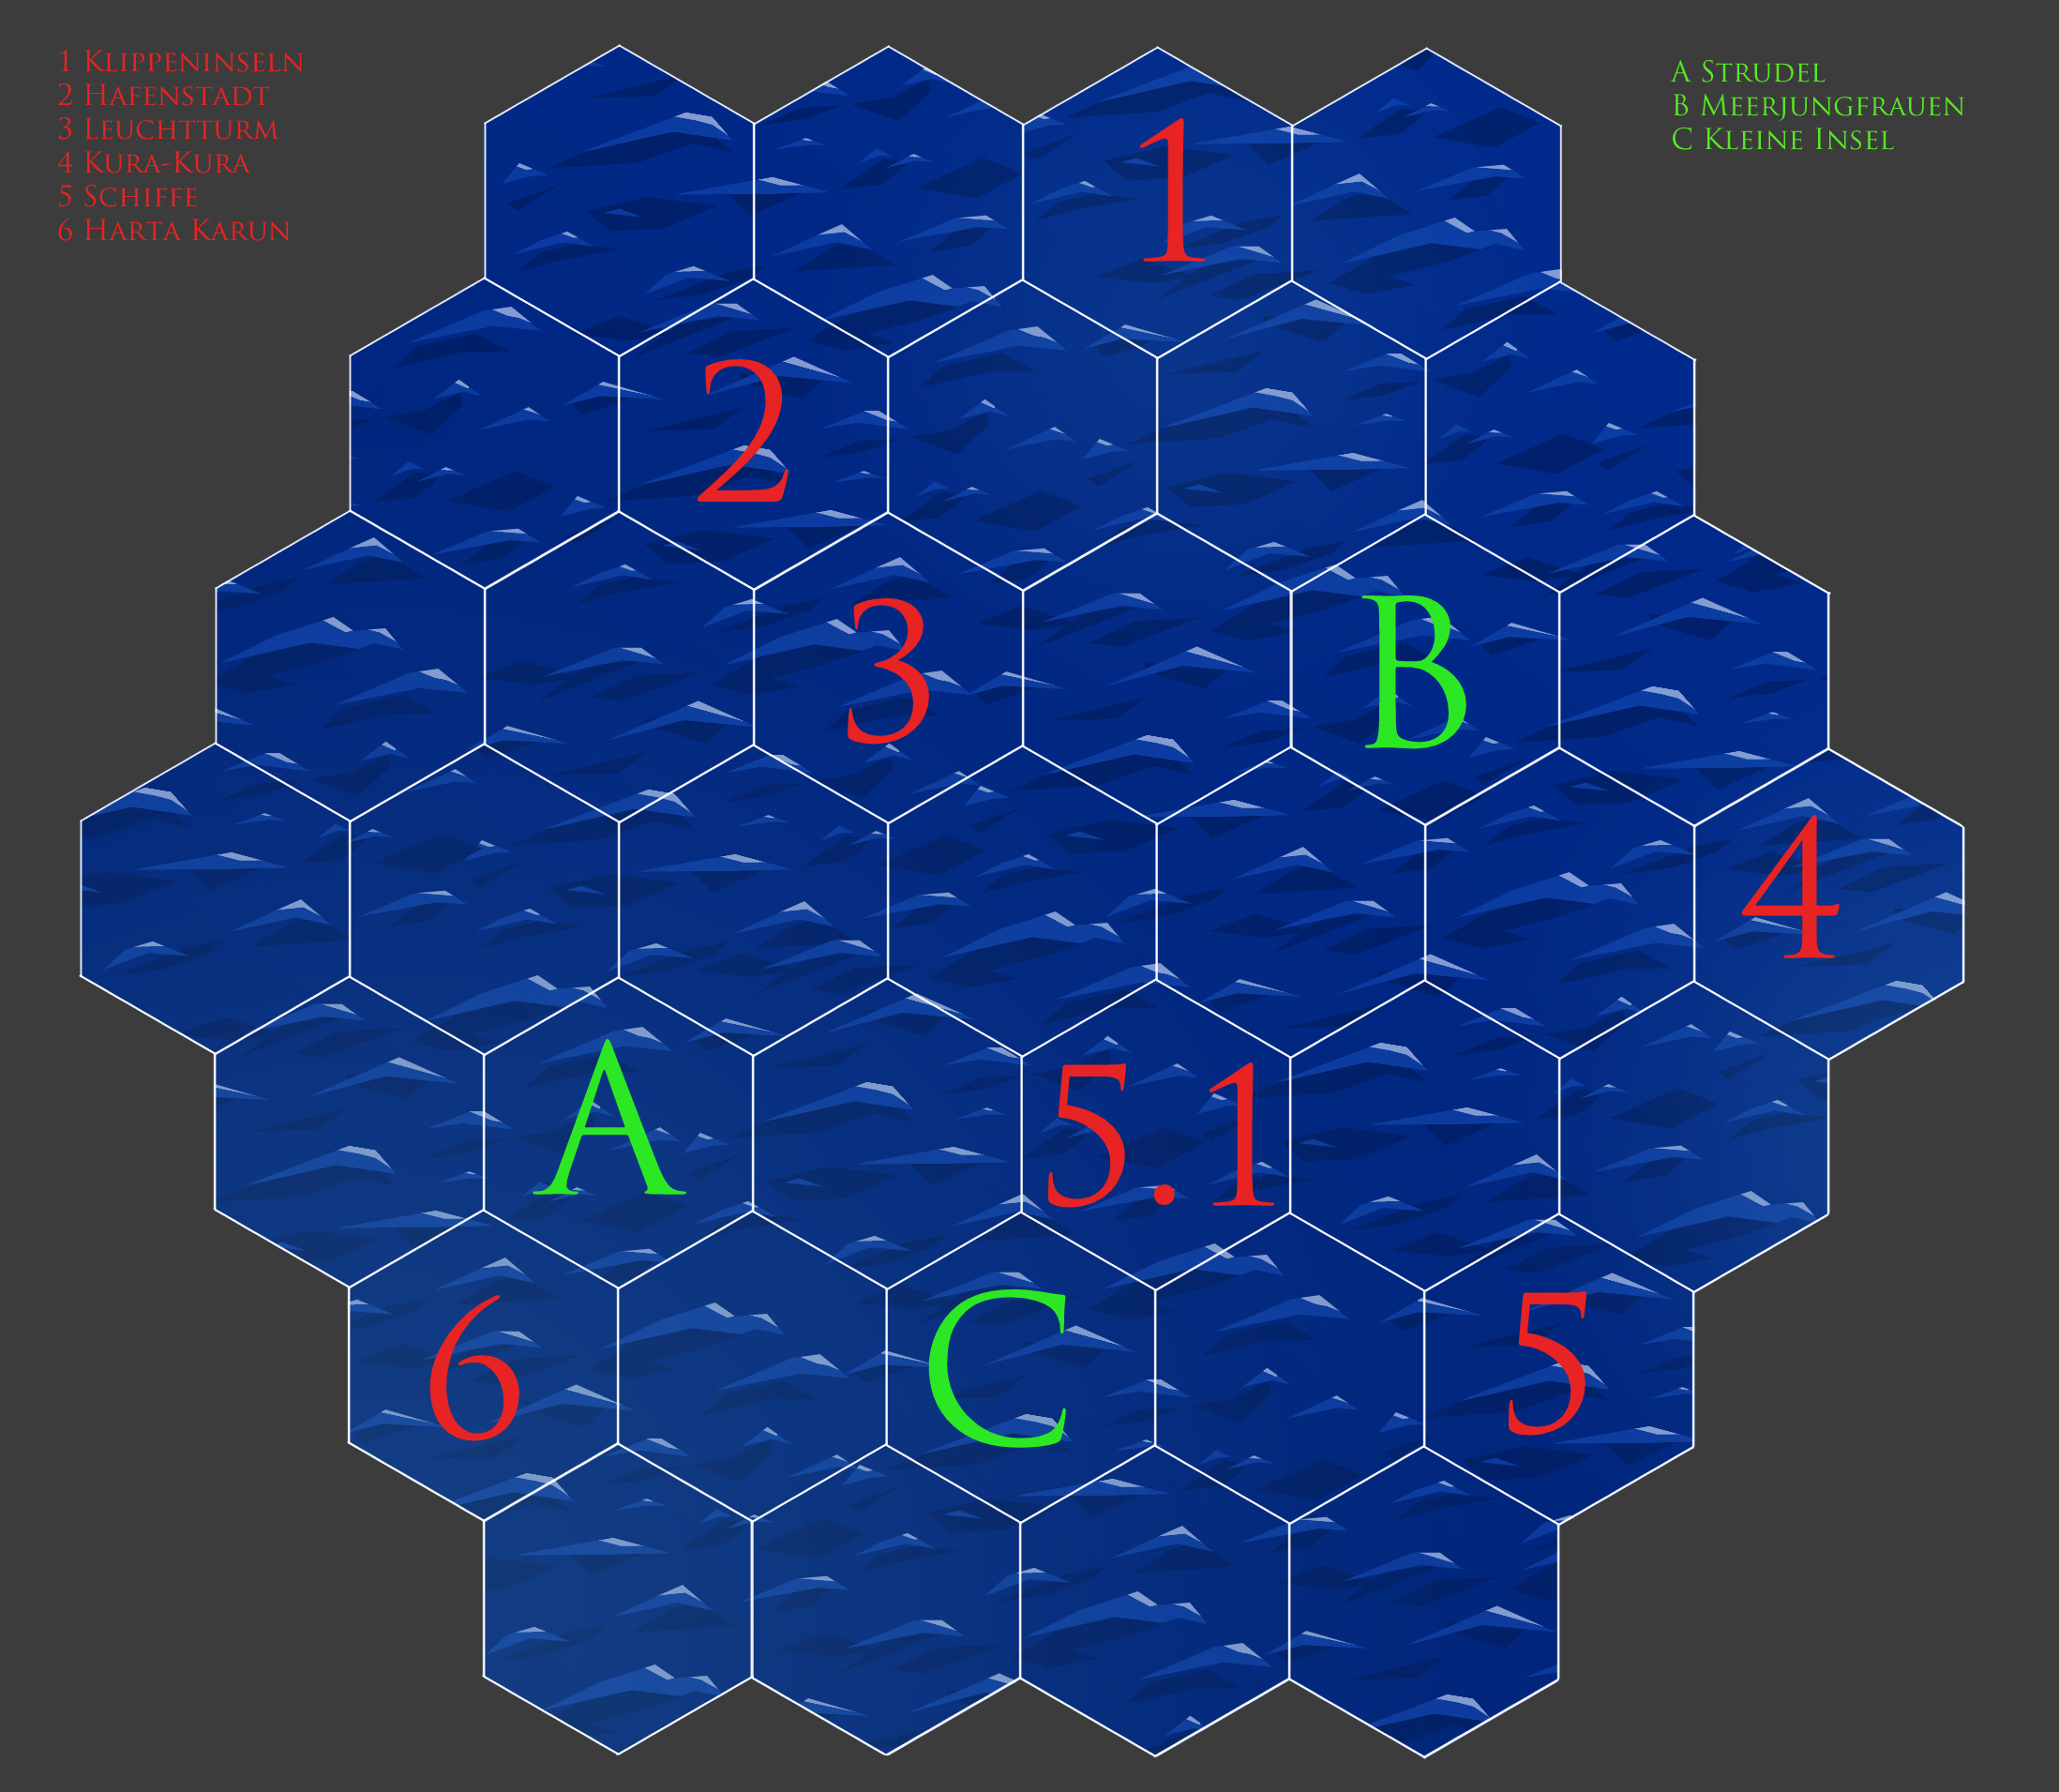 1 Klippeninseln
2 Hafenstadt
3 Leuchtturm
4 Kura-Kura
5 Schiffe
6 Harta Karun
A Strudel
B Meerjungfrauen
C Kleine Insel
1
2
3
B
4
A
5.1
6
C
5